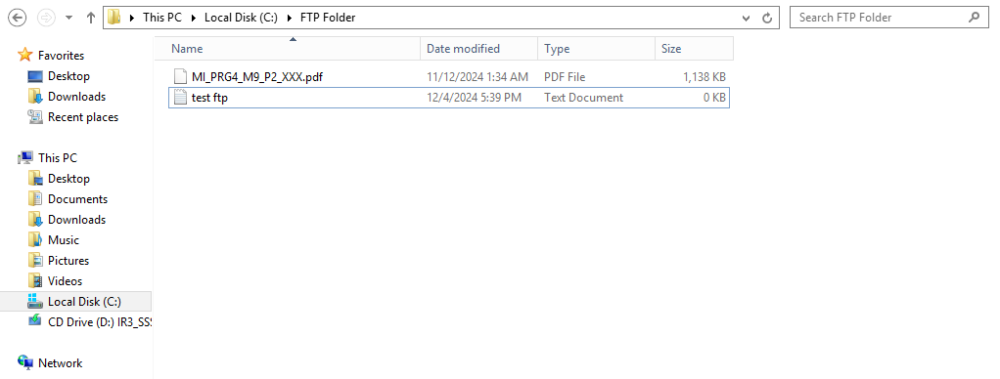 This PC Local Disk (C:) FTP Folder Search FTP Folder
Name Date modified Type Size
MI_PRG4_M9_P2_XXX.pdf 11/12/2024 1:34 AM PDF File 1,138 KB
test ftp 12/4/2024 5:39 PM Text Document 0 KB
Favorites
Desktop
Downloads
Recent places
This PC
Desktop
Documents
Downloads
Music
Pictures
Videos
Local Disk (C:)
CD Drive (D:) IR3_SS
Network